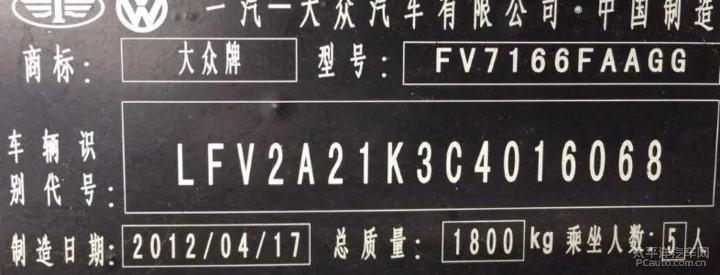 一汽－大众汽车有限公司·中国制造
商标: 大众牌 型号: FV7166FAAGG
车辆识别代号: LFV2A21K3C4016068
制造日期: 2012/04/17 总质量: 1800 kg 乘坐人数: 5人
太平洋汽车网
PCauto.com.cn